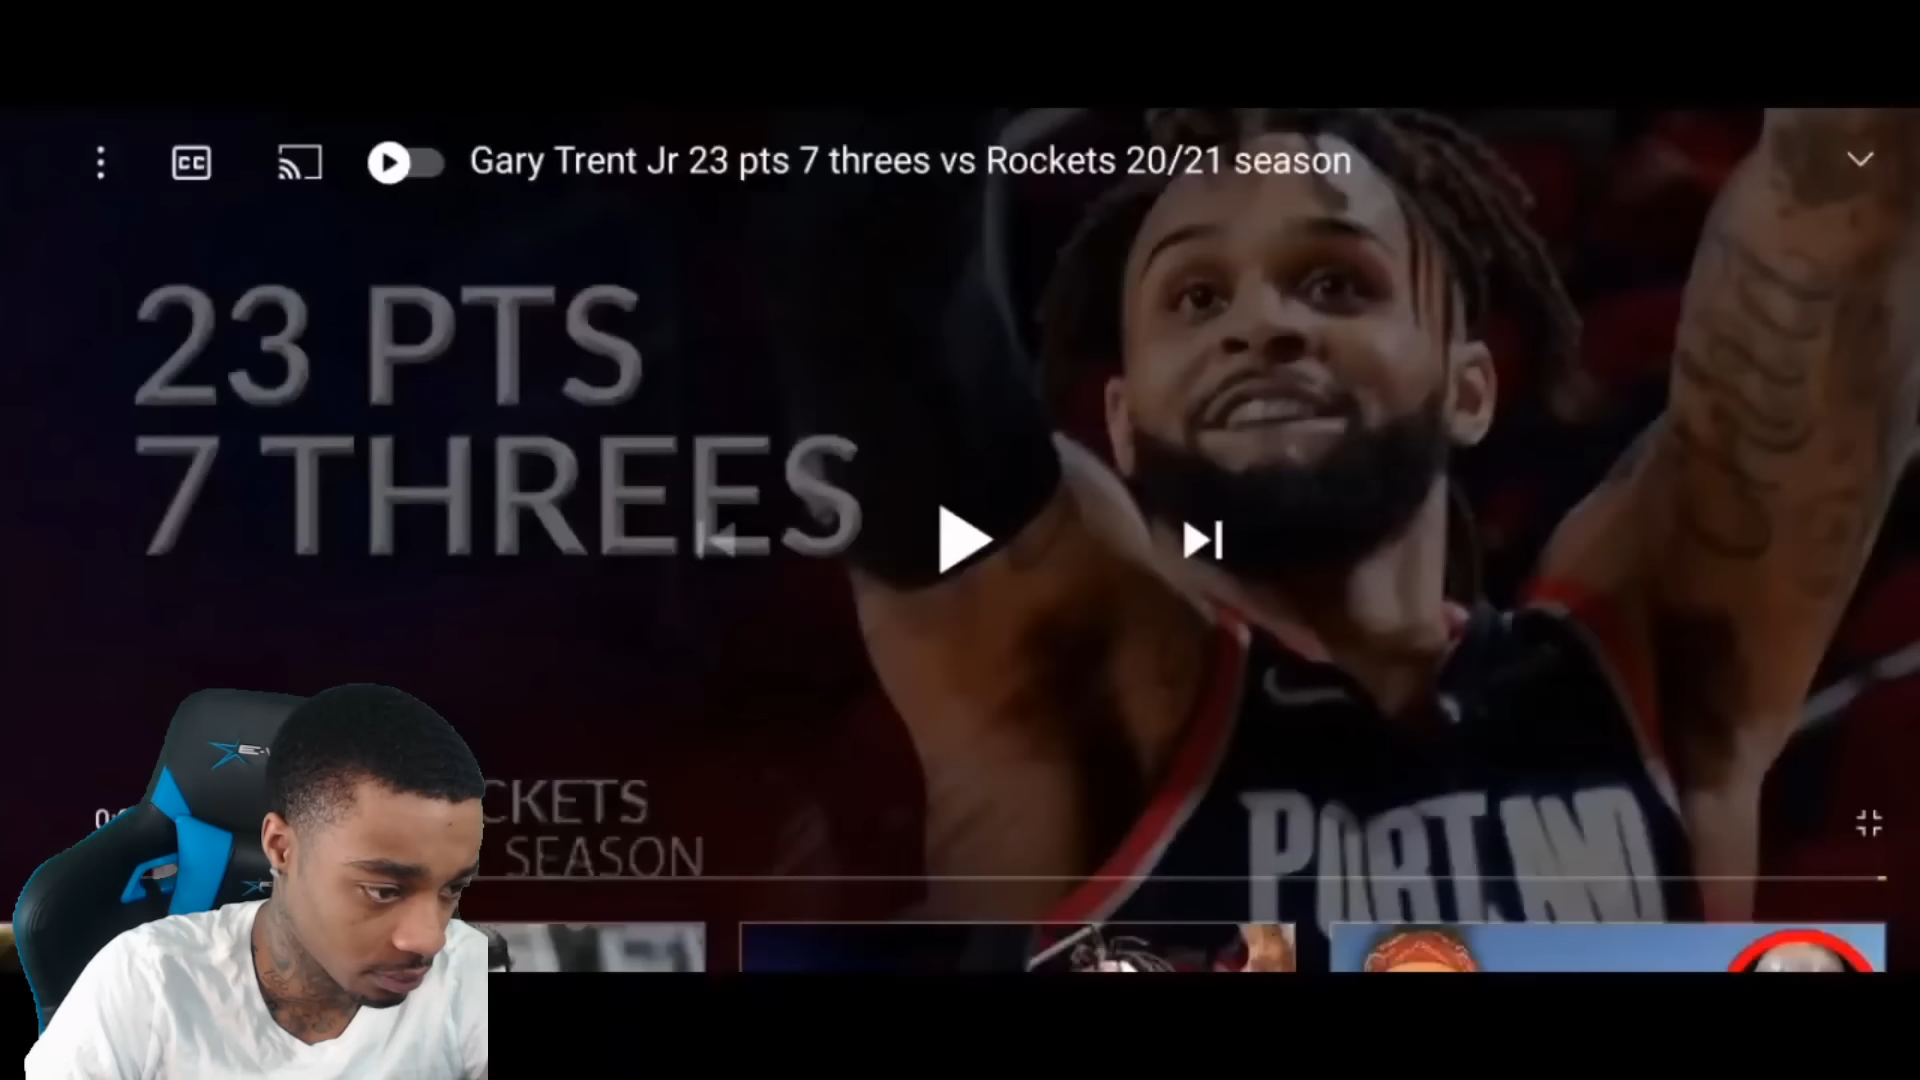 CC
Gary Trent Jr 23 pts 7 threes vs Rockets 20/21 season
23 PTS
7 THREES
CKETS
SEASON
PORTLAND